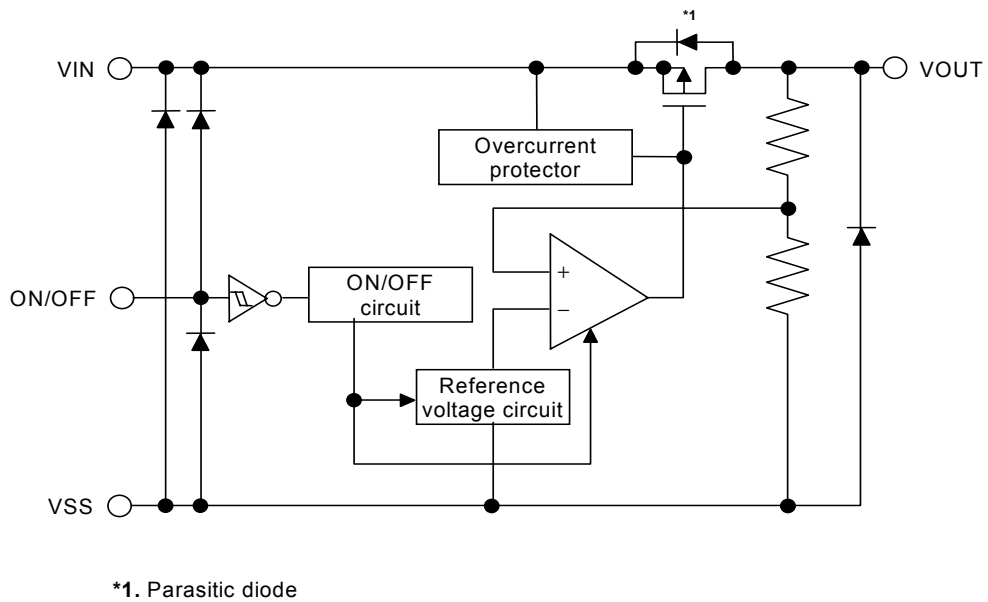 *1
VIN
VOUT
Overcurrent
protector
+
ON/OFF
ON/OFF
circuit
−
Reference
voltage circuit
VSS
*1. Parasitic diode